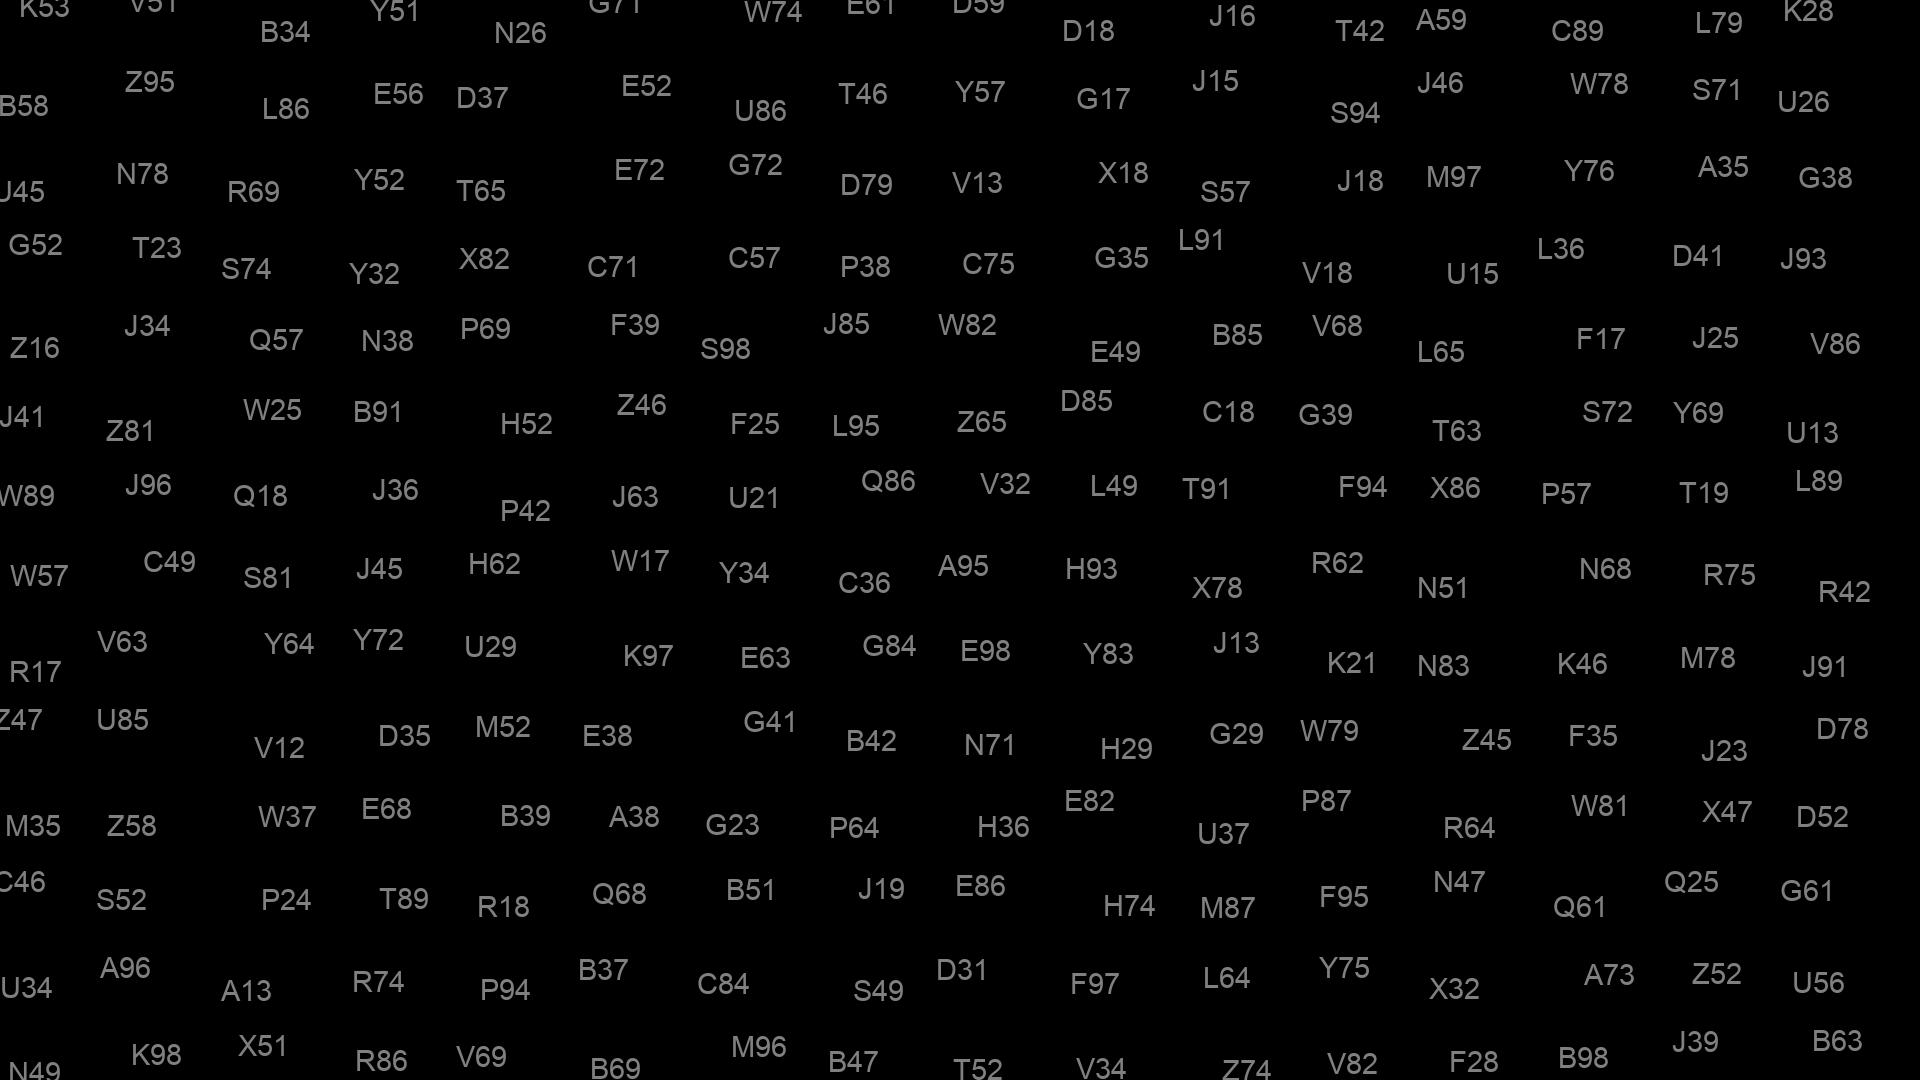 K53 V51 B34 Y51 N26 G71 W74 E61 D59 D18 J16 T42 A59 C89 L79 K28
B58 Z95 L86 E56 D37 E52 U86 T46 Y57 G17 J15 S94 J46 W78 S71 U26
J45 N78 R69 Y52 T65 E72 G72 D79 V13 X18 S57 J18 M97 Y76 A35 G38
G52 T23 S74 Y32 X82 C71 C57 P38 C75 G35 L91 V18 U15 L36 D41 J93
Z16 J34 Q57 N38 P69 F39 S98 J85 W82 E49 B85 V68 L65 F17 J25 V86
J41 Z81 W25 B91 H52 Z46 F25 L95 Z65 D85 C18 G39 T63 S72 Y69 U13
W89 J96 Q18 J36 P42 J63 U21 Q86 V32 L49 T91 F94 X86 P57 T19 L89
W57 C49 S81 J45 H62 W17 Y34 C36 A95 H93 X78 R62 N51 N68 R75 R42
R17 V63 Y64 Y72 U29 K97 E63 G84 E98 Y83 J13 K21 N83 K46 M78 J91
Z47 U85 V12 D35 M52 E38 G41 B42 N71 H29 G29 W79 Z45 F35 J23 D78
M35 Z58 W37 E68 B39 A38 G23 P64 H36 E82 U37 P87 R64 W81 X47 D52
C46 S52 P24 T89 R18 Q68 B51 J19 E86 H74 M87 F95 N47 Q61 Q25 G61
U34 A96 A13 R74 P94 B37 C84 S49 D31 F97 L64 Y75 X32 A73 Z52 U56
N49 K98 X51 R86 V69 B69 M96 B47 T52 V34 Z74 V82 F28 B98 J39 B63